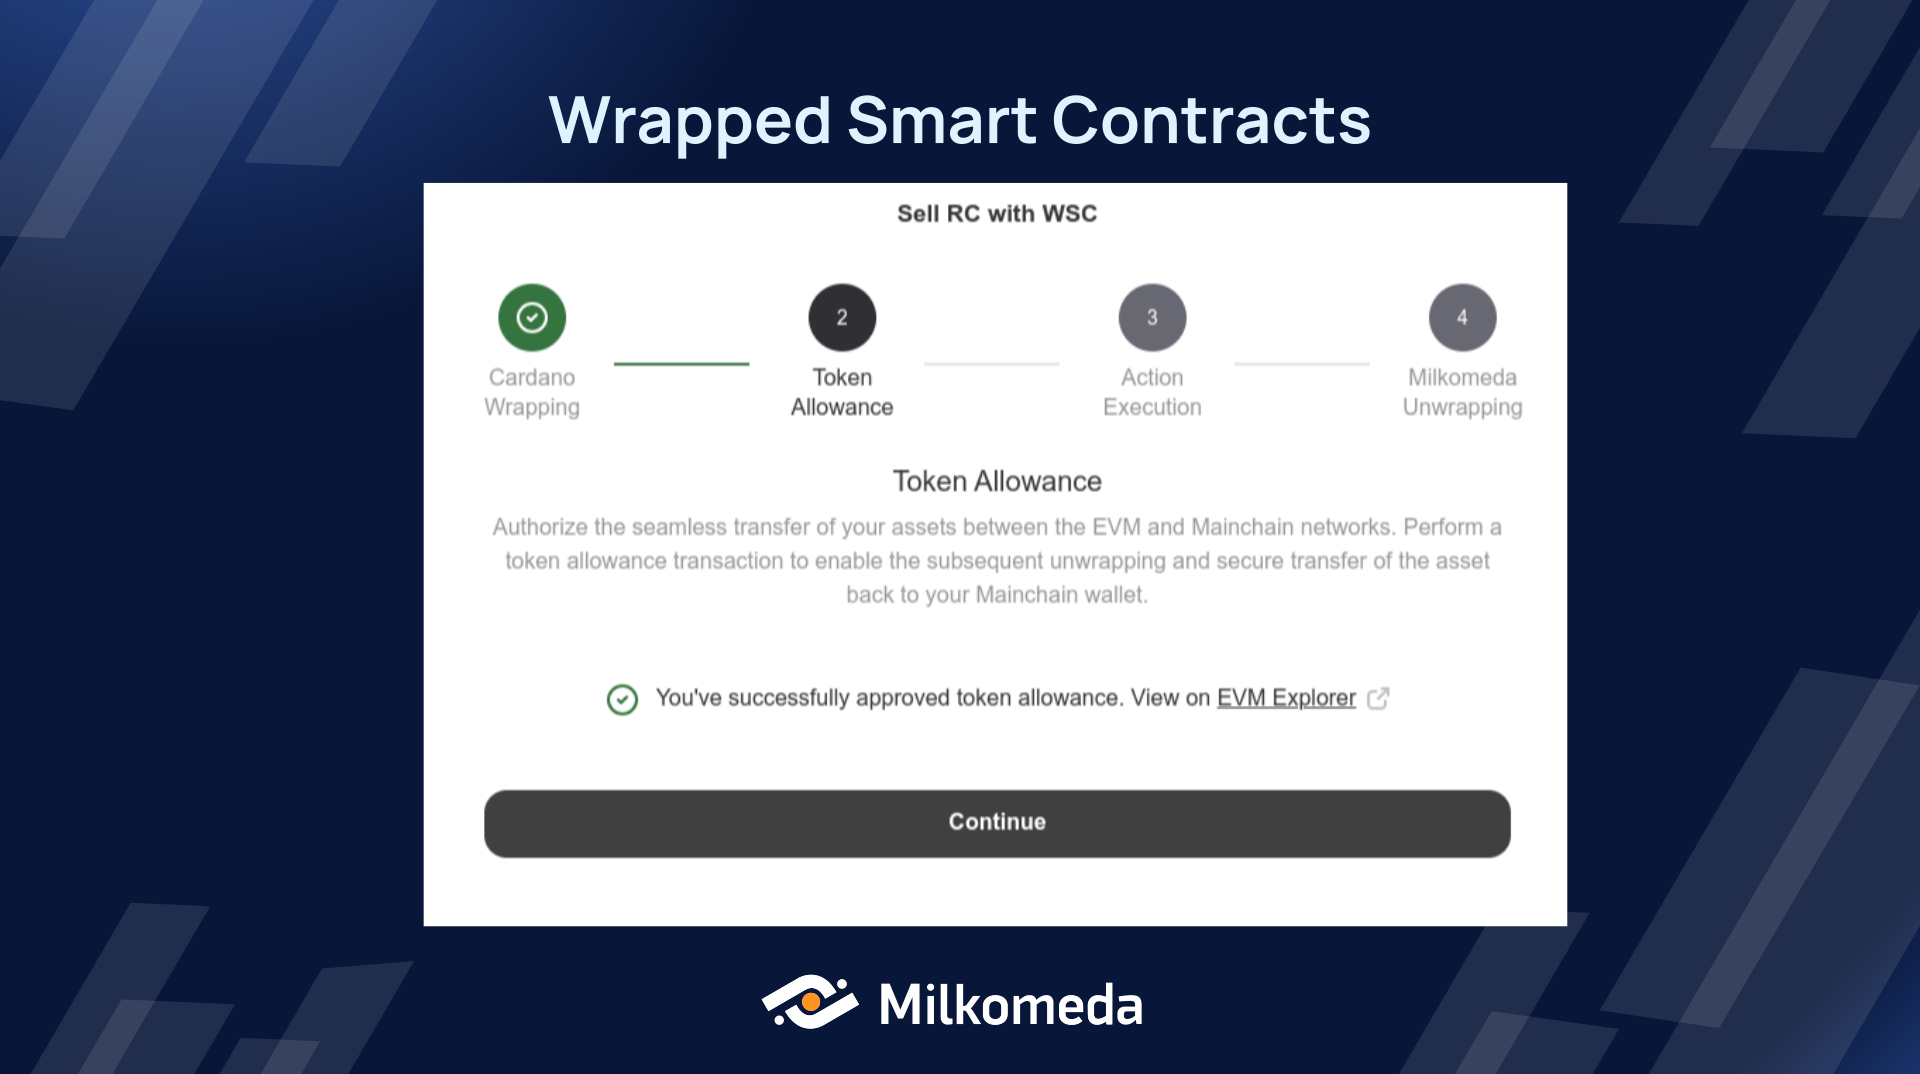 Wrapped Smart Contracts
Sell RC with WSC
2
3
4
Cardano
Wrapping
Token
Allowance
Action
Execution
Milkomeda
Unwrapping
Token Allowance
Authorize the seamless transfer of your assets between the EVM and Mainchain networks. Perform a
token allowance transaction to enable the subsequent unwrapping and secure transfer of the asset
back to your Mainchain wallet.
You've successfully approved token allowance. View on EVM Explorer
Continue
Milkomeda